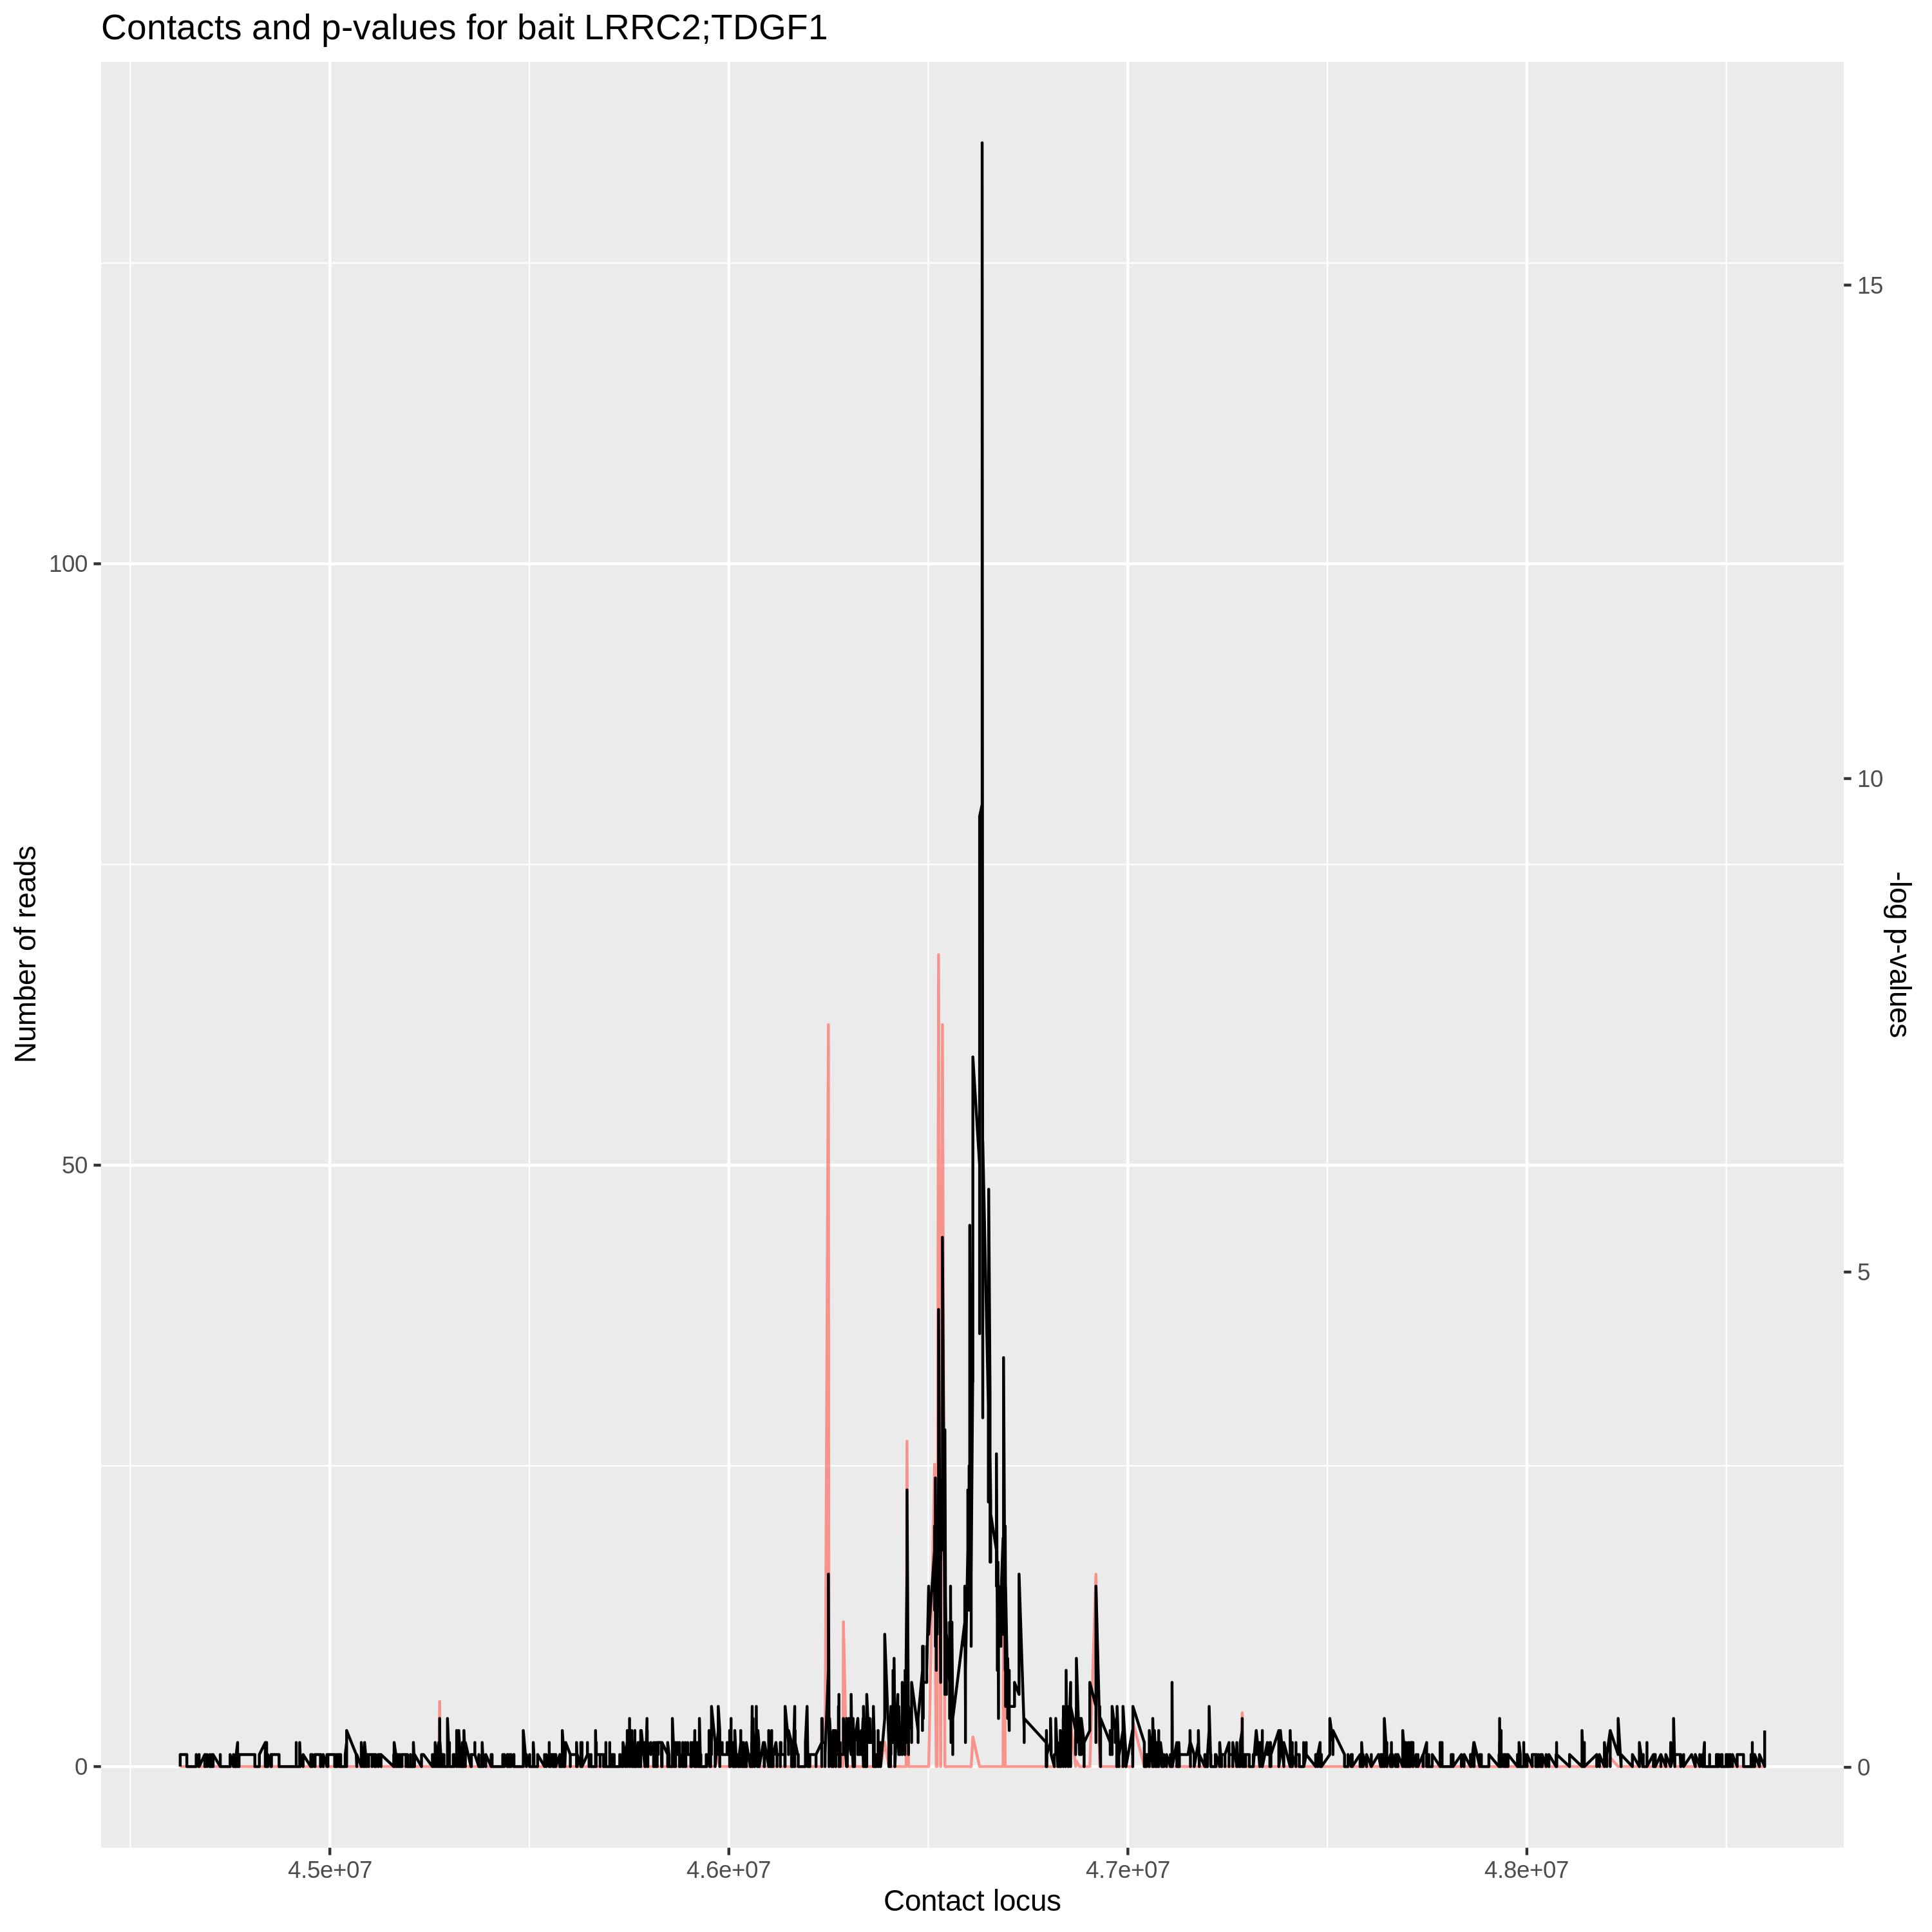 Contacts and p-values for bait LRRC2;TDGF1
15
100
10
Number of reads
-log p-values
5
50
0
0
4.5e+07 4.6e+07 4.7e+07 4.8e+07
Contact locus